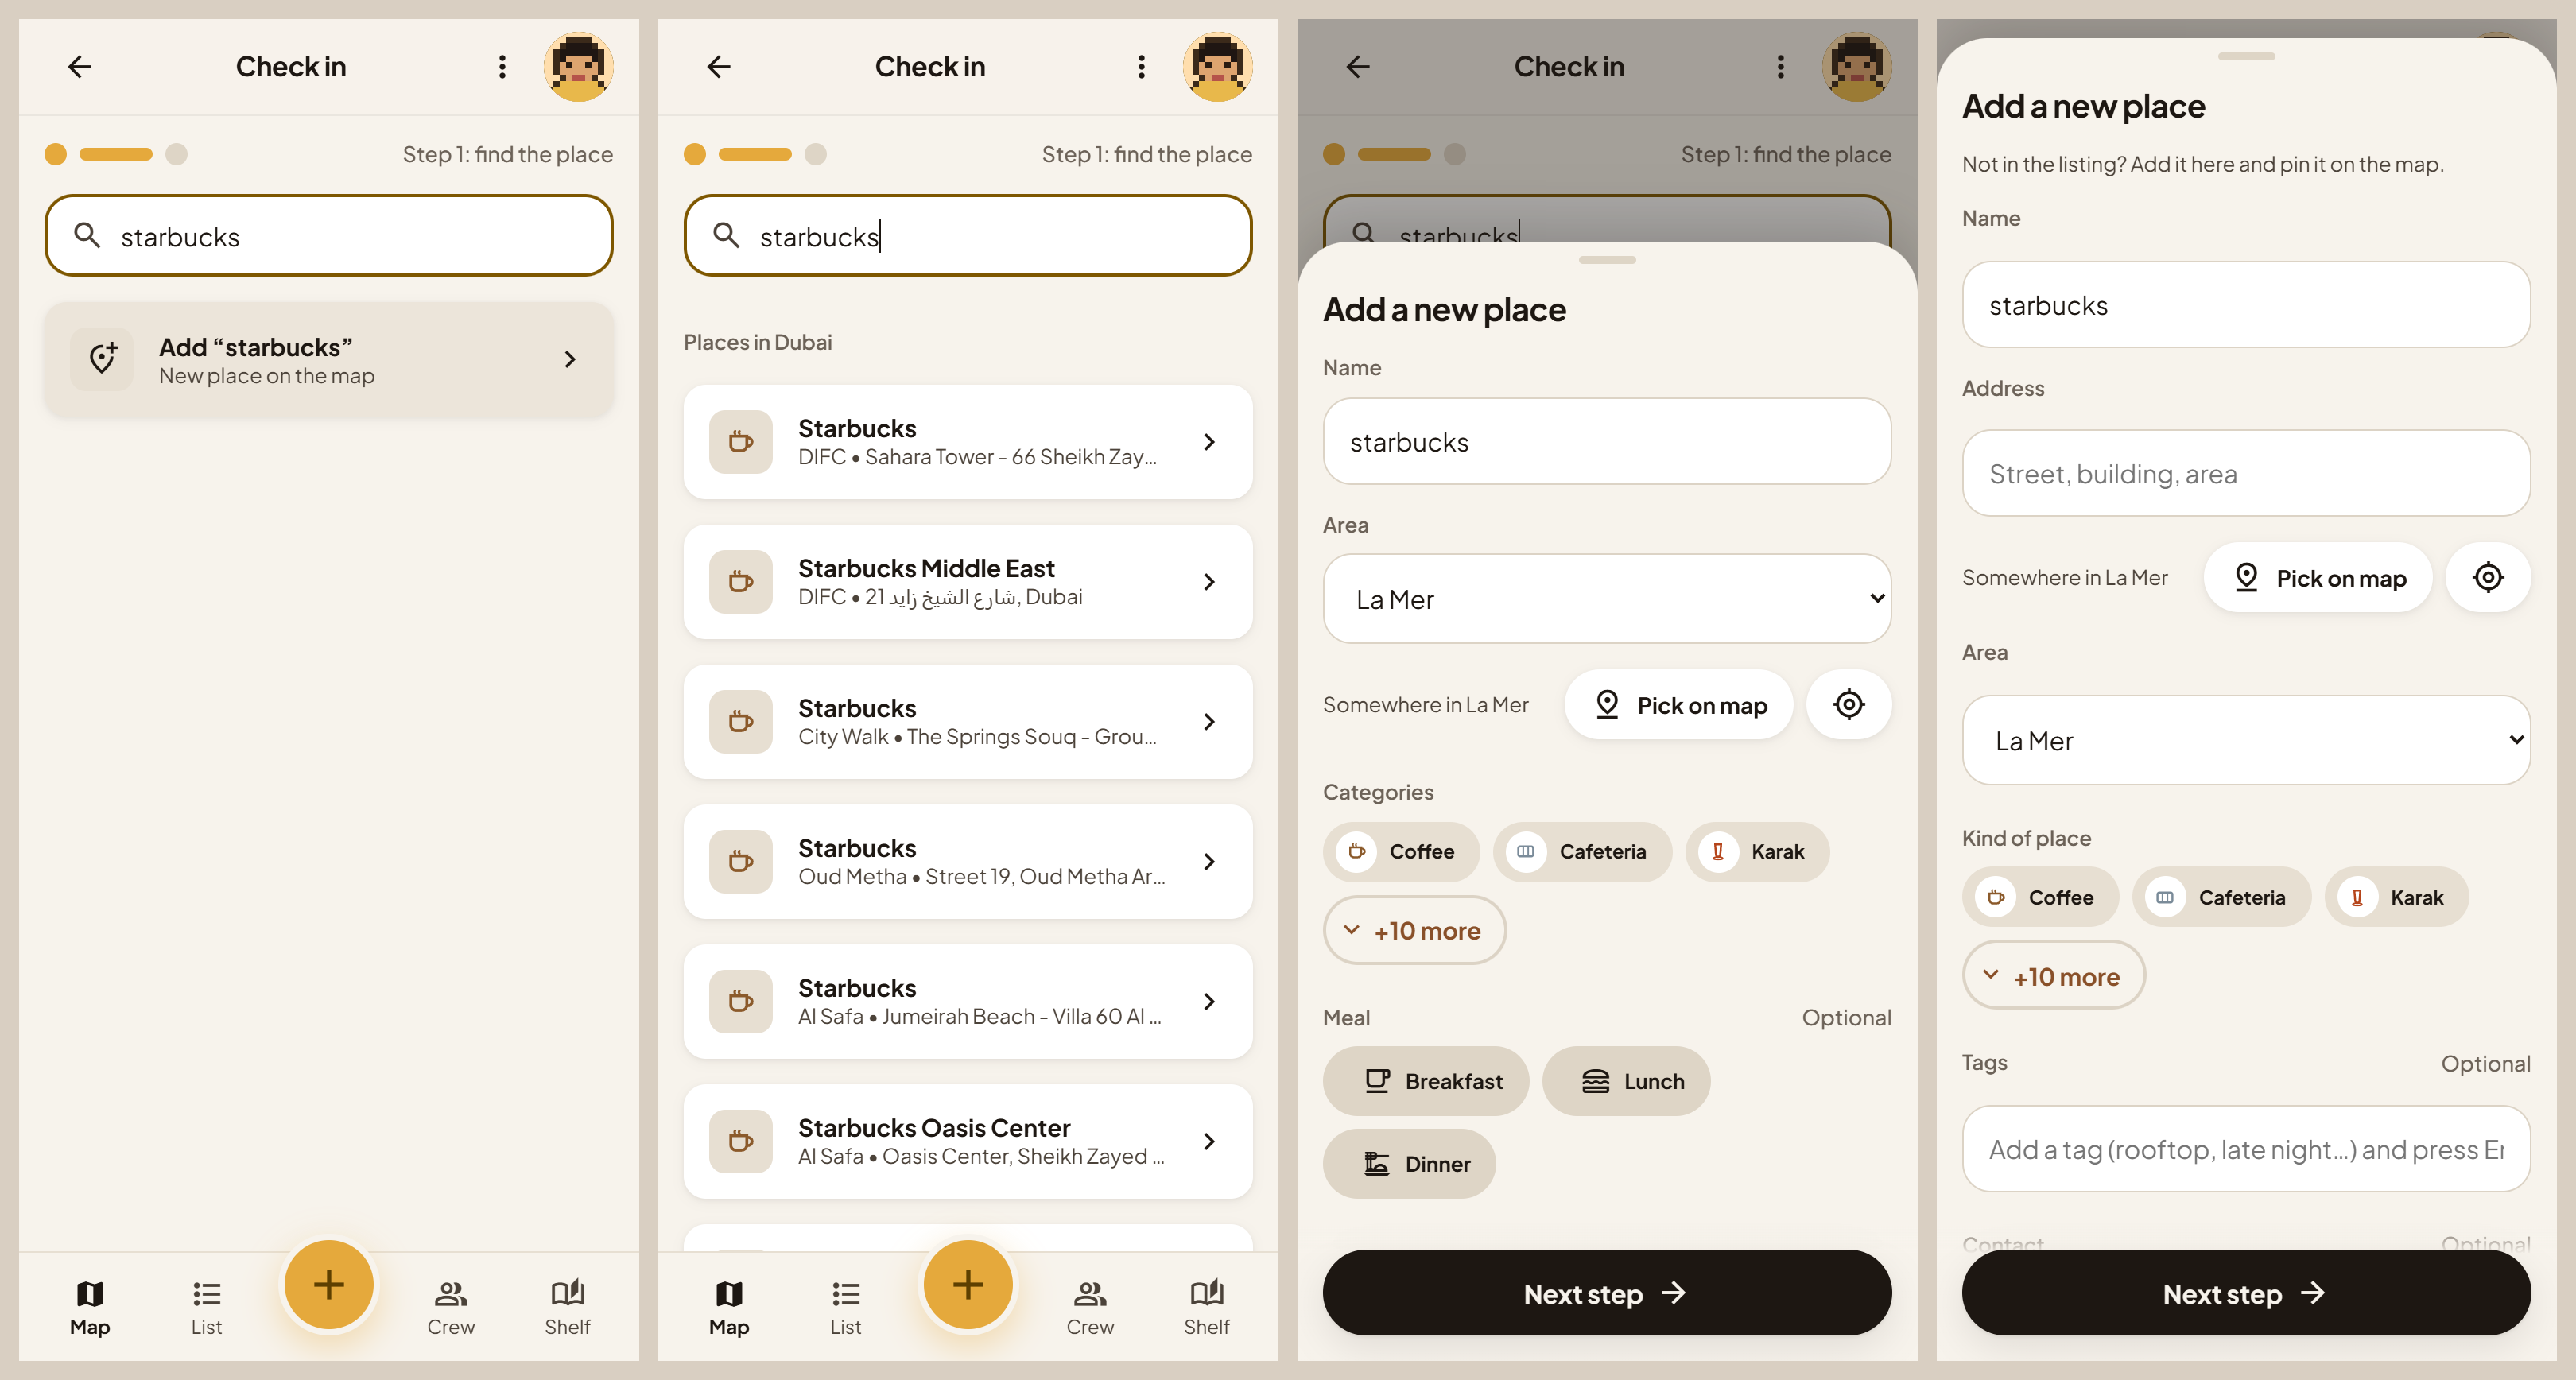 Check in
Step 1: find the place
starbucks
Add “starbucks”
New place on the map
Map
List
Crew
Shelf
Check in
Step 1: find the place
starbucks
Places in Dubai
Starbucks
DIFC • Sahara Tower - 66 Sheikh Zay...
Starbucks Middle East
DIFC • 21 شارع الشيخ زايد, Dubai
Starbucks
City Walk • The Springs Souq - Grou...
Starbucks
Oud Metha • Street 19, Oud Metha Ar...
Starbucks
Al Safa • Jumeirah Beach - Villa 60 Al ...
Starbucks Oasis Center
Al Safa • Oasis Center, Sheikh Zayed ...
Map
List
Crew
Shelf
Check in
Step 1: find the place
starbucks
Add a new place
Name
starbucks
Area
La Mer
Somewhere in La Mer
Pick on map
Categories
Coffee
Cafeteria
Karak
+10 more
Meal
Optional
Breakfast
Lunch
Dinner
Next step
Add a new place
Not in the listing? Add it here and pin it on the map.
Name
starbucks
Address
Street, building, area
Somewhere in La Mer
Pick on map
Area
La Mer
Kind of place
Coffee
Cafeteria
Karak
+10 more
Tags
Optional
Add a tag (rooftop, late night...) and press Er
Contact
Optional
Next step